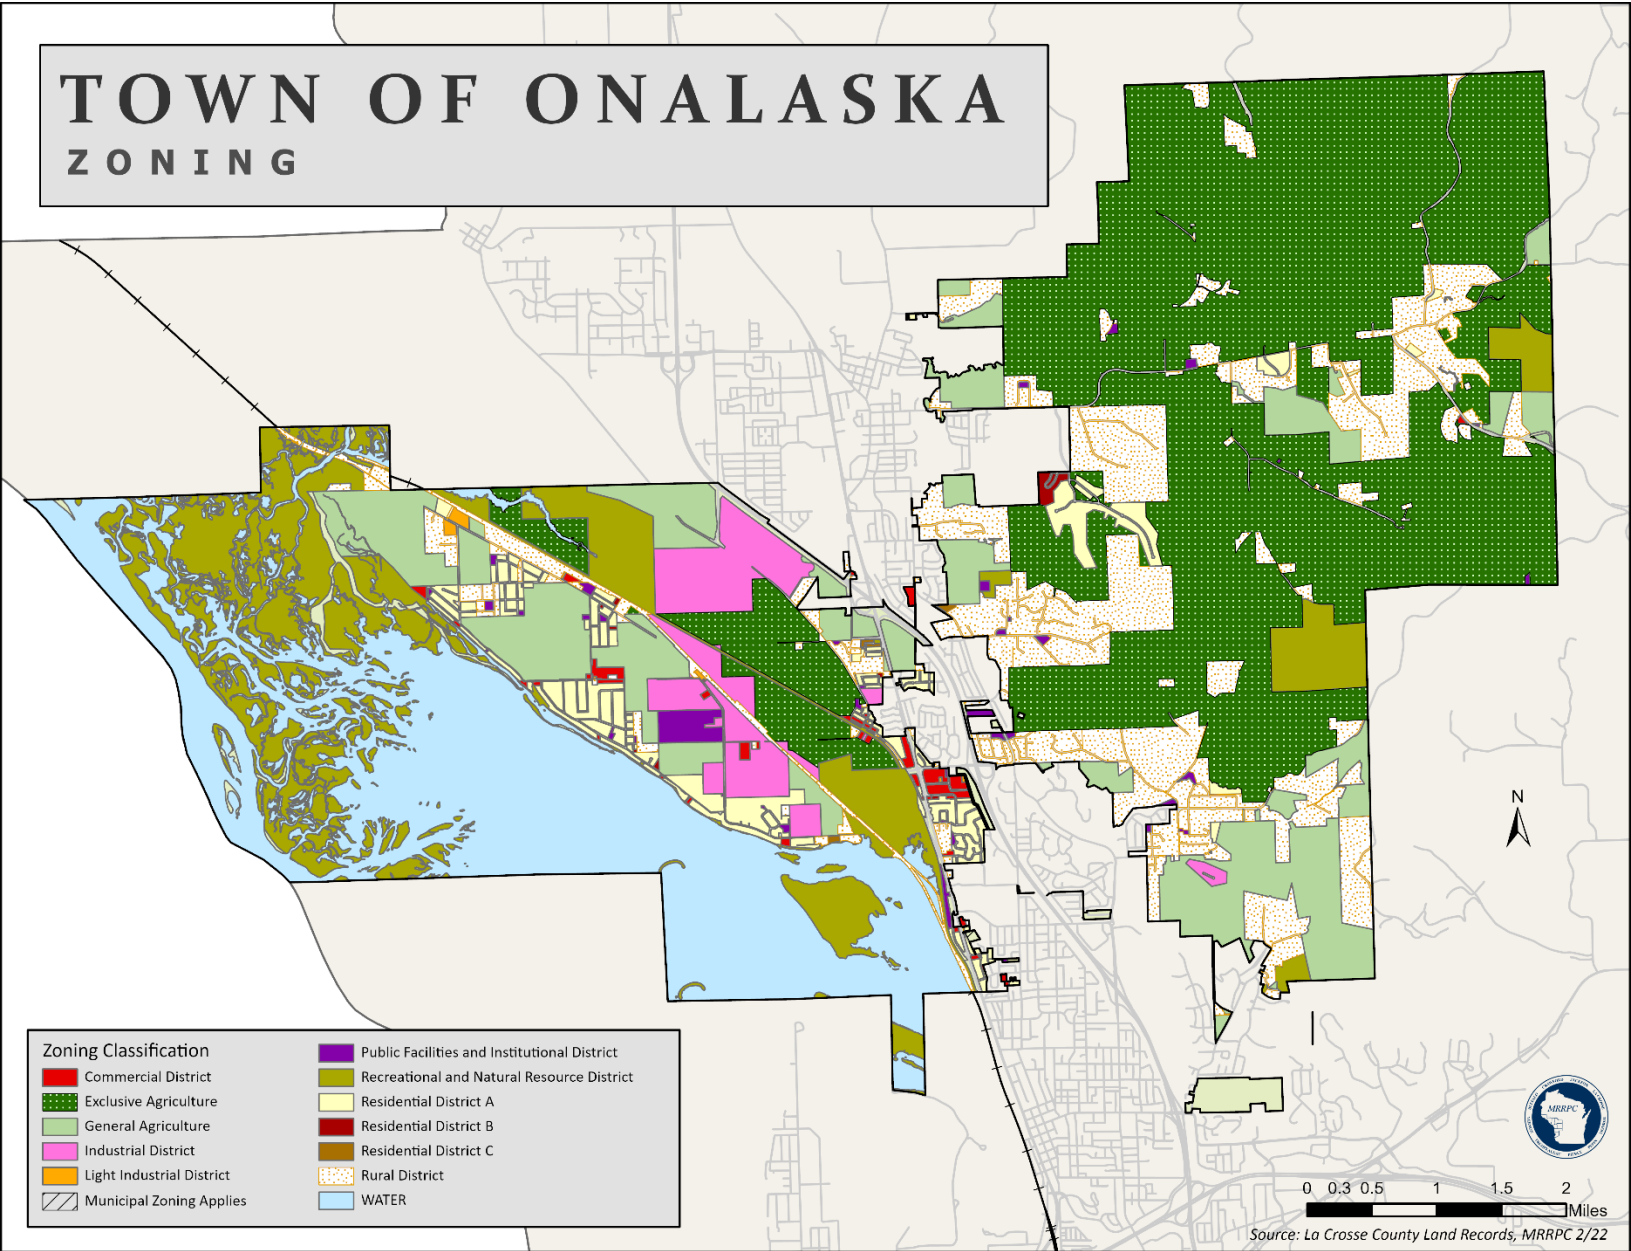 TOWN OF ONALASKA
ZONING
N
Zoning Classification
Commercial District
Exclusive Agriculture
General Agriculture
Industrial District
Light Industrial District
Municipal Zoning Applies
Public Facilities and Institutional District
Recreational and Natural Resource District
Residential District A
Residential District B
Residential District C
Rural District
WATER
MRRPC
0 0.3 0.5 1 1.5 2
Miles
Source: La Crosse County Land Records, MRRPC 2/22